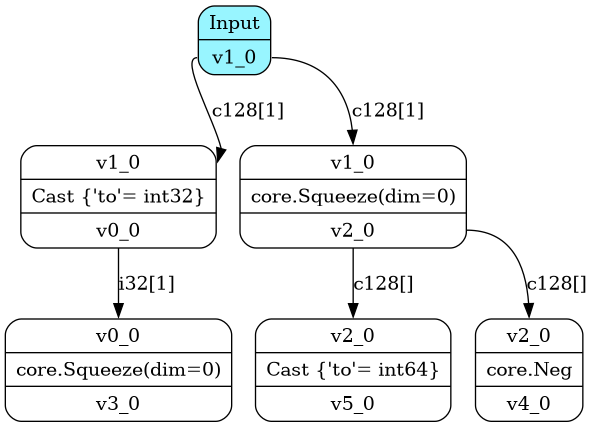 Input
v1_0
c128[1]
c128[1]
v1_0
Cast {'to'= int32}
v0_0
v1_0
core.Squeeze(dim=0)
v2_0
i32[1]
c128[]
c128[]
v0_0
core.Squeeze(dim=0)
v3_0
v2_0
Cast {'to'= int64}
v5_0
v2_0
core.Neg
v4_0